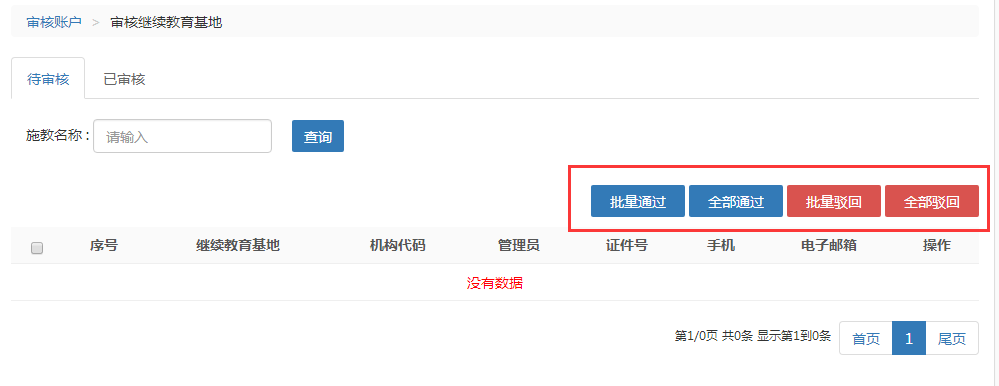 审核账户 > 审核继续教育基地
待审核 已审核
施教名称 : 请输入 查询
批量通过 全部通过 批量驳回 全部驳回
序号 继续教育基地 机构代码 管理员 证件号 手机 电子邮箱 操作
没有数据
第1/0页 共0条 显示第1到0条 首页 1 尾页